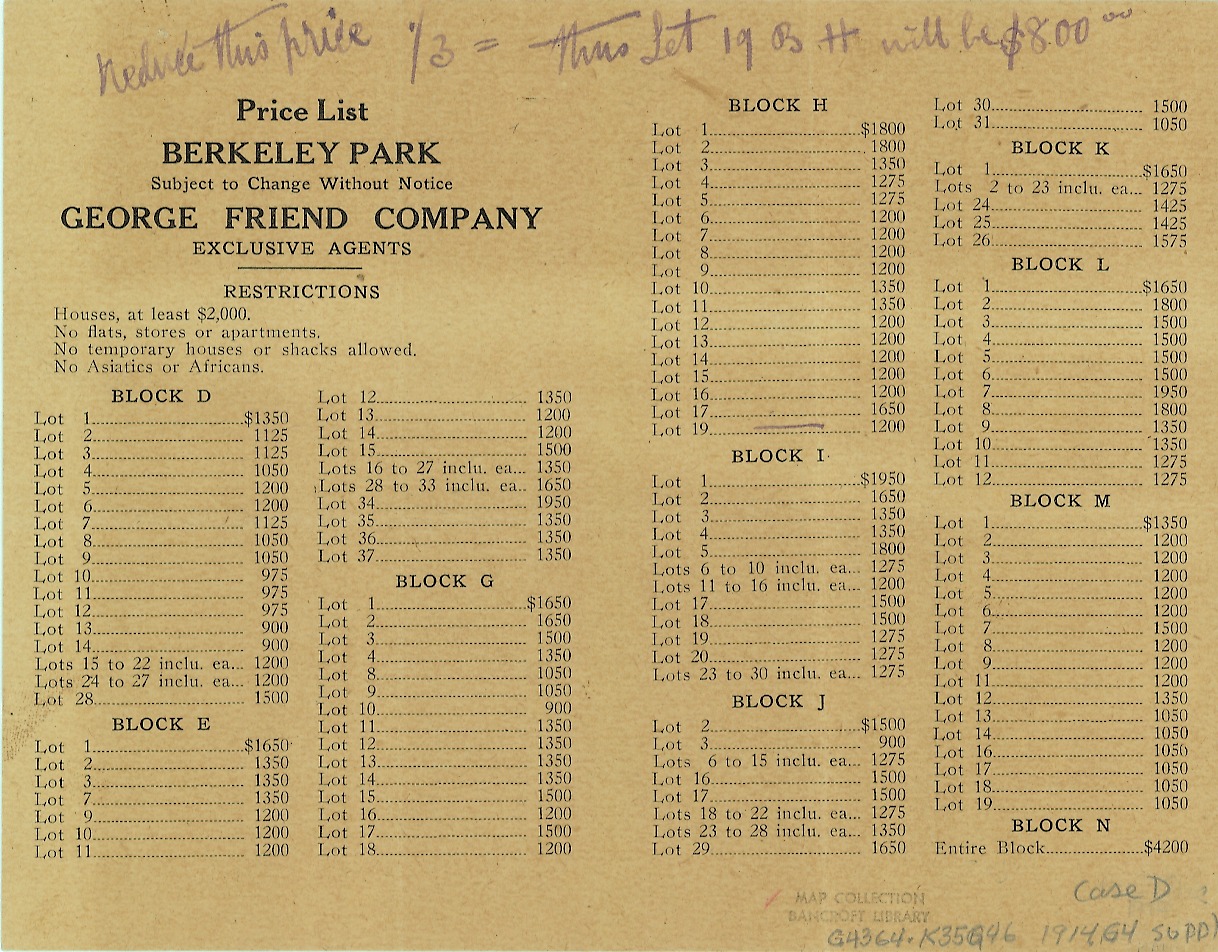 Reduce this price 1/3 = thus Lot 19 B H will be $800 00
Price List
BERKELEY PARK
Subject to Change Without Notice
GEORGE FRIEND COMPANY
EXCLUSIVE AGENTS
RESTRICTIONS
Houses, at least $2,000.
No flats, stores or apartments.
No temporary houses or shacks allowed.
No Asiatics or Africans.
BLOCK D
Lot 1 $1350
Lot 2 1125
Lot 3 1125
Lot 4 1050
Lot 5 1200
Lot 6 1200
Lot 7 1125
Lot 8 1050
Lot 9 1050
Lot 10 975
Lot 11 975
Lot 12 975
Lot 13 900
Lot 14 900
Lots 15 to 22 inclu. ea... 1200
Lots 24 to 27 inclu. ea... 1200
Lot 28 1500
BLOCK E
Lot 1 $1650
Lot 2 1350
Lot 3 1350
Lot 7 1350
Lot 9 1200
Lot 10 1200
Lot 11 1200
Lot 12 1350
Lot 13 1200
Lot 14 1200
Lot 15 1500
Lots 16 to 27 inclu. ea... 1350
Lots 28 to 33 inclu. ea.. 1650
Lot 34 1950
Lot 35 1350
Lot 36 1350
Lot 37 1350
BLOCK G
Lot 1 $1650
Lot 2 1650
Lot 3 1500
Lot 4 1350
Lot 8 1050
Lot 9 1050
Lot 10 900
Lot 11 1350
Lot 12 1350
Lot 13 1350
Lot 14 1350
Lot 15 1500
Lot 16 1200
Lot 17 1500
Lot 18 1200
BLOCK H
Lot 1 $1800
Lot 2 1800
Lot 3 1350
Lot 4 1275
Lot 5 1275
Lot 6 1200
Lot 7 1200
Lot 8 1200
Lot 9 1200
Lot 10 1350
Lot 11 1350
Lot 12 1200
Lot 13 1200
Lot 14 1200
Lot 15 1200
Lot 16 1200
Lot 17 1650
Lot 19 1200
BLOCK I
Lot 1 $1950
Lot 2 1650
Lot 3 1350
Lot 4 1350
Lot 5 1800
Lots 6 to 10 inclu. ea... 1275
Lots 11 to 16 inclu. ea... 1200
Lot 17 1500
Lot 18 1500
Lot 19 1275
Lot 20 1275
Lots 23 to 30 inclu. ea... 1275
BLOCK J
Lot 2 $1500
Lot 3 900
Lots 6 to 15 inclu. ea... 1275
Lot 16 1500
Lot 17 1500
Lots 18 to 22 inclu. ea... 1275
Lots 23 to 28 inclu. ea... 1350
Lot 29 1650
Lot 30 1500
Lot 31 1050
BLOCK K
Lot 1 $1650
Lots 2 to 23 inclu. ea... 1275
Lot 24 1425
Lot 25 1425
Lot 26 1575
BLOCK L
Lot 1 $1650
Lot 2 1800
Lot 3 1500
Lot 4 1500
Lot 5 1500
Lot 6 1500
Lot 7 1950
Lot 8 1800
Lot 9 1350
Lot 10 1350
Lot 11 1275
Lot 12 1275
BLOCK M
Lot 1 $1350
Lot 2 1200
Lot 3 1200
Lot 4 1200
Lot 5 1200
Lot 6 1200
Lot 7 1500
Lot 8 1200
Lot 9 1200
Lot 11 1200
Lot 12 1350
Lot 13 1050
Lot 14 1050
Lot 16 1050
Lot 17 1050
Lot 18 1050
Lot 19 1050
BLOCK N
Entire Block $4200
Case D
MAP COLLECTION
BANCROFT LIBRARY
G4364.K35G46 1914.G4